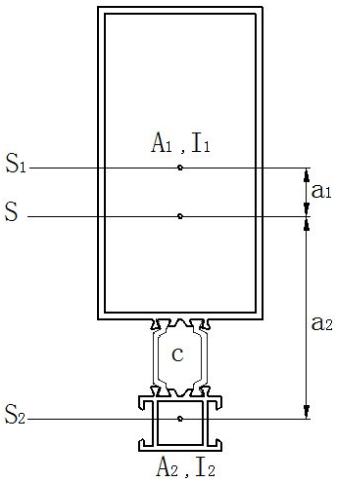 A1 , I1
S1
a1
S
a2
c
S2
A2 , I2